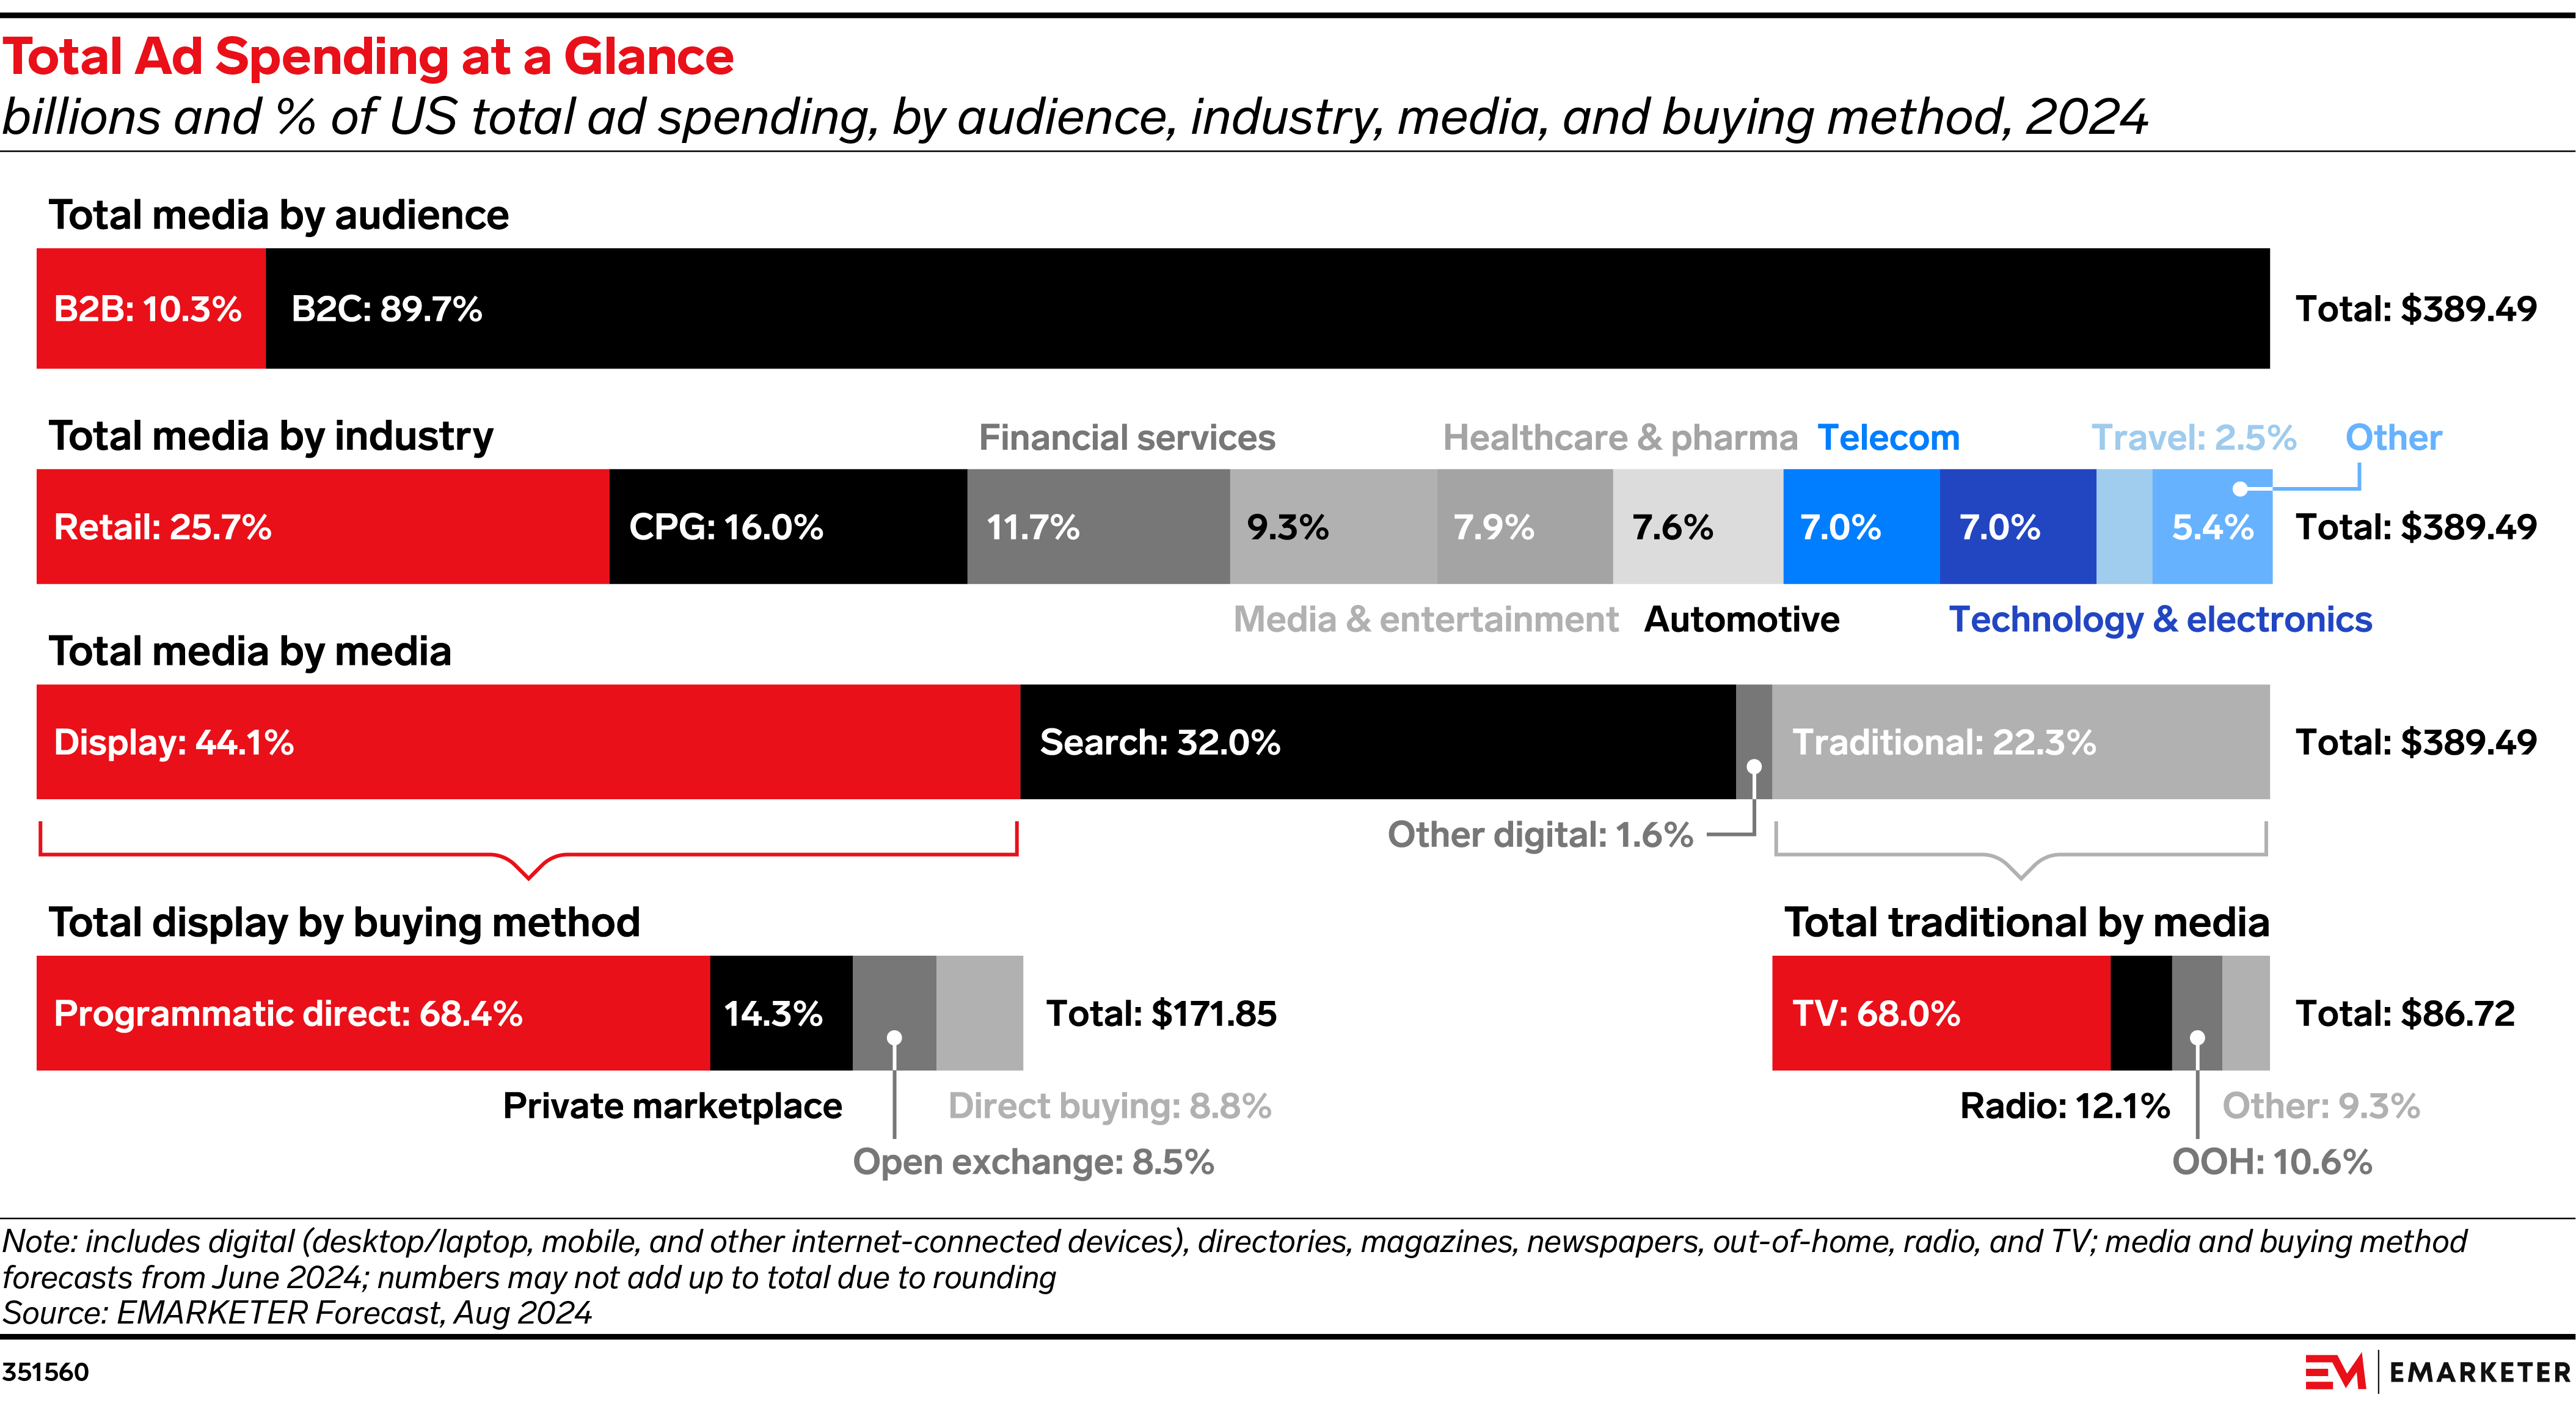 Total Ad Spending at a Glance
billions and % of US total ad spending, by audience, industry, media, and buying method, 2024
Total media by audience
B2B: 10.3% B2C: 89.7% Total: $389.49
Total media by industry Financial services Healthcare & pharma Telecom Travel: 2.5% Other
Retail: 25.7% CPG: 16.0% 11.7% 9.3% 7.9% 7.6% 7.0% 7.0% 5.4% Total: $389.49
Media & entertainment Automotive Technology & electronics
Total media by media
Display: 44.1% Search: 32.0% Traditional: 22.3% Total: $389.49
Other digital: 1.6%
Total display by buying method Total traditional by media
Programmatic direct: 68.4% 14.3% Total: $171.85 TV: 68.0% Total: $86.72
Private marketplace Direct buying: 8.8% Radio: 12.1% Other: 9.3%
Open exchange: 8.5% OOH: 10.6%
Note: includes digital (desktop/laptop, mobile, and other internet-connected devices), directories, magazines, newspapers, out-of-home, radio, and TV; media and buying method
forecasts from June 2024; numbers may not add up to total due to rounding
Source: EMARKETER Forecast, Aug 2024
351560 EM EMARKETER